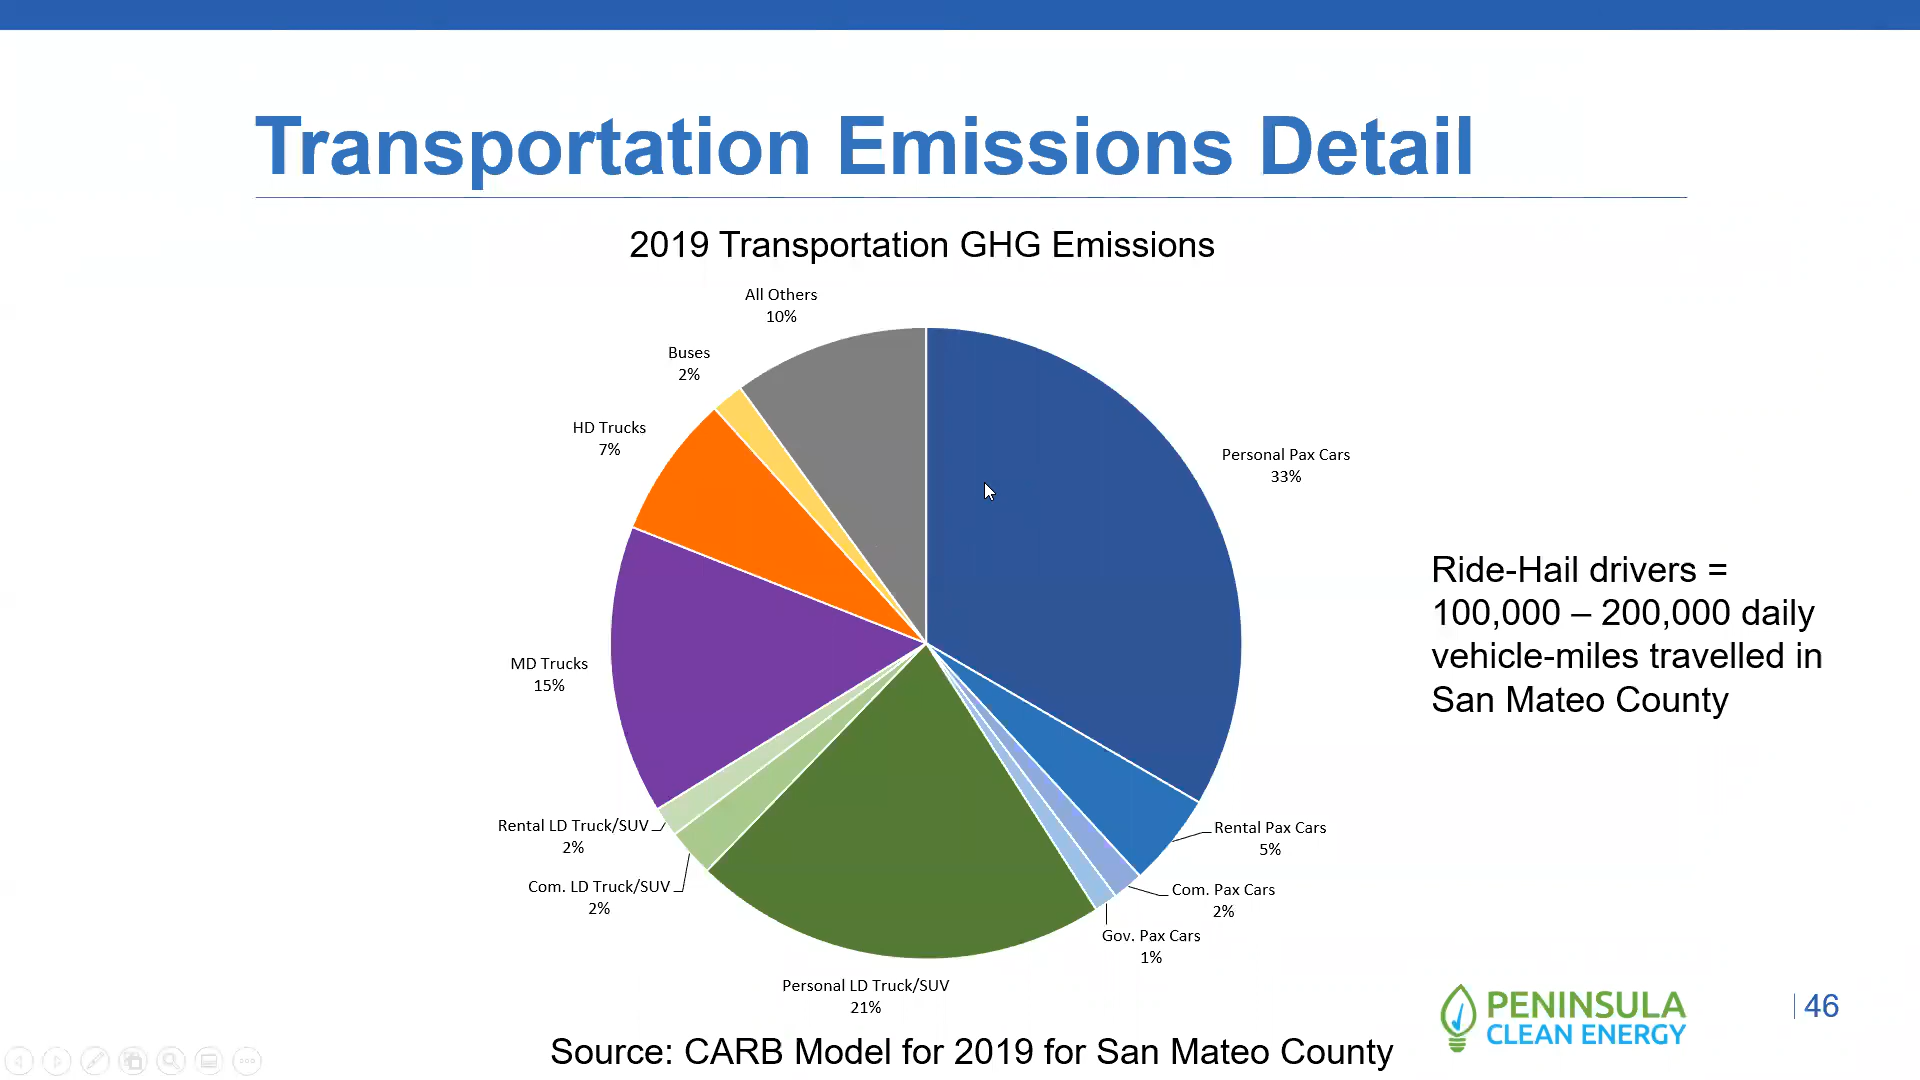 Transportation Emissions Detail
2019 Transportation GHG Emissions
All Others
10%
Buses
2%
HD Trucks
7%
Personal Pax Cars
33%
Ride-Hail drivers =
100,000 – 200,000 daily
vehicle-miles travelled in
San Mateo County
MD Trucks
15%
Rental LD Truck/SUV
2%
Rental Pax Cars
5%
Com. LD Truck/SUV
2%
Com. Pax Cars
2%
Gov. Pax Cars
1%
Personal LD Truck/SUV
21%
PENINSULA
CLEAN ENERGY
46
Source: CARB Model for 2019 for San Mateo County